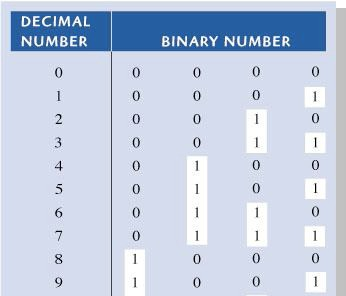 DECIMAL
NUMBER BINARY NUMBER
0 0 0 0 0
1 0 0 0 1
2 0 0 1 0
3 0 0 1 1
4 0 1 0 0
5 0 1 0 1
6 0 1 1 0
7 0 1 1 1
8 1 0 0 0
9 1 0 0 1